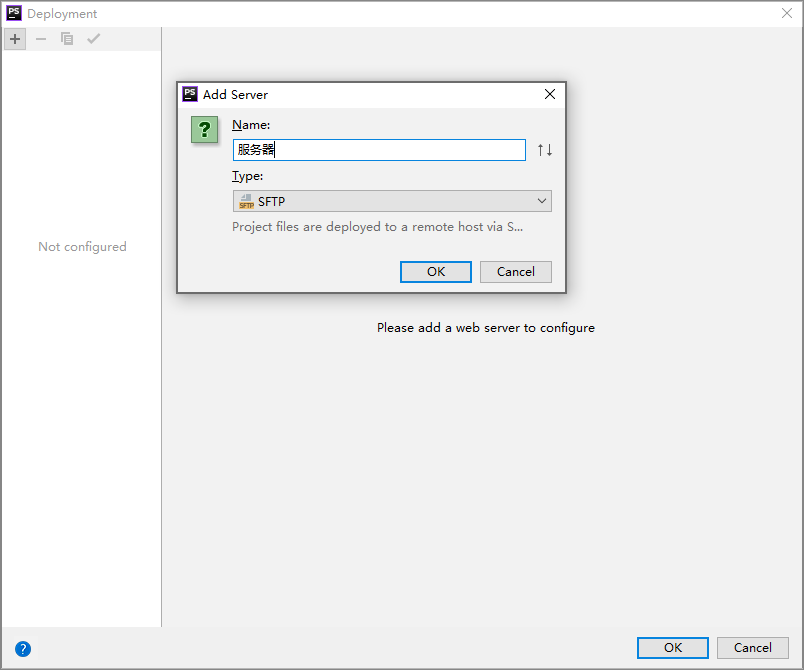 PS Deployment
PS Add Server
?
Name:
服务器
Type:
SFTP SFTP
Project files are deployed to a remote host via S...
OK Cancel
Not configured
Please add a web server to configure
?
OK Cancel